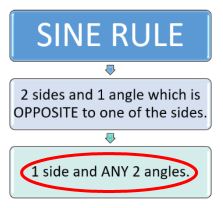 SINE RULE
2 sides and 1 angle which is
OPPOSITE to one of the sides.
1 side and ANY 2 angles.